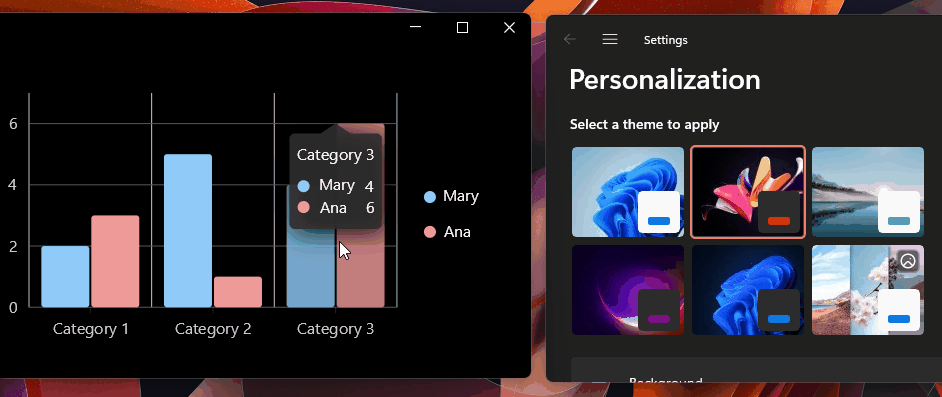 6
4
2
0
Category 1
Category 2
Category 3
Category 3
Mary 4
Ana 6
Mary
Ana
Settings
Personalization
Select a theme to apply
Background